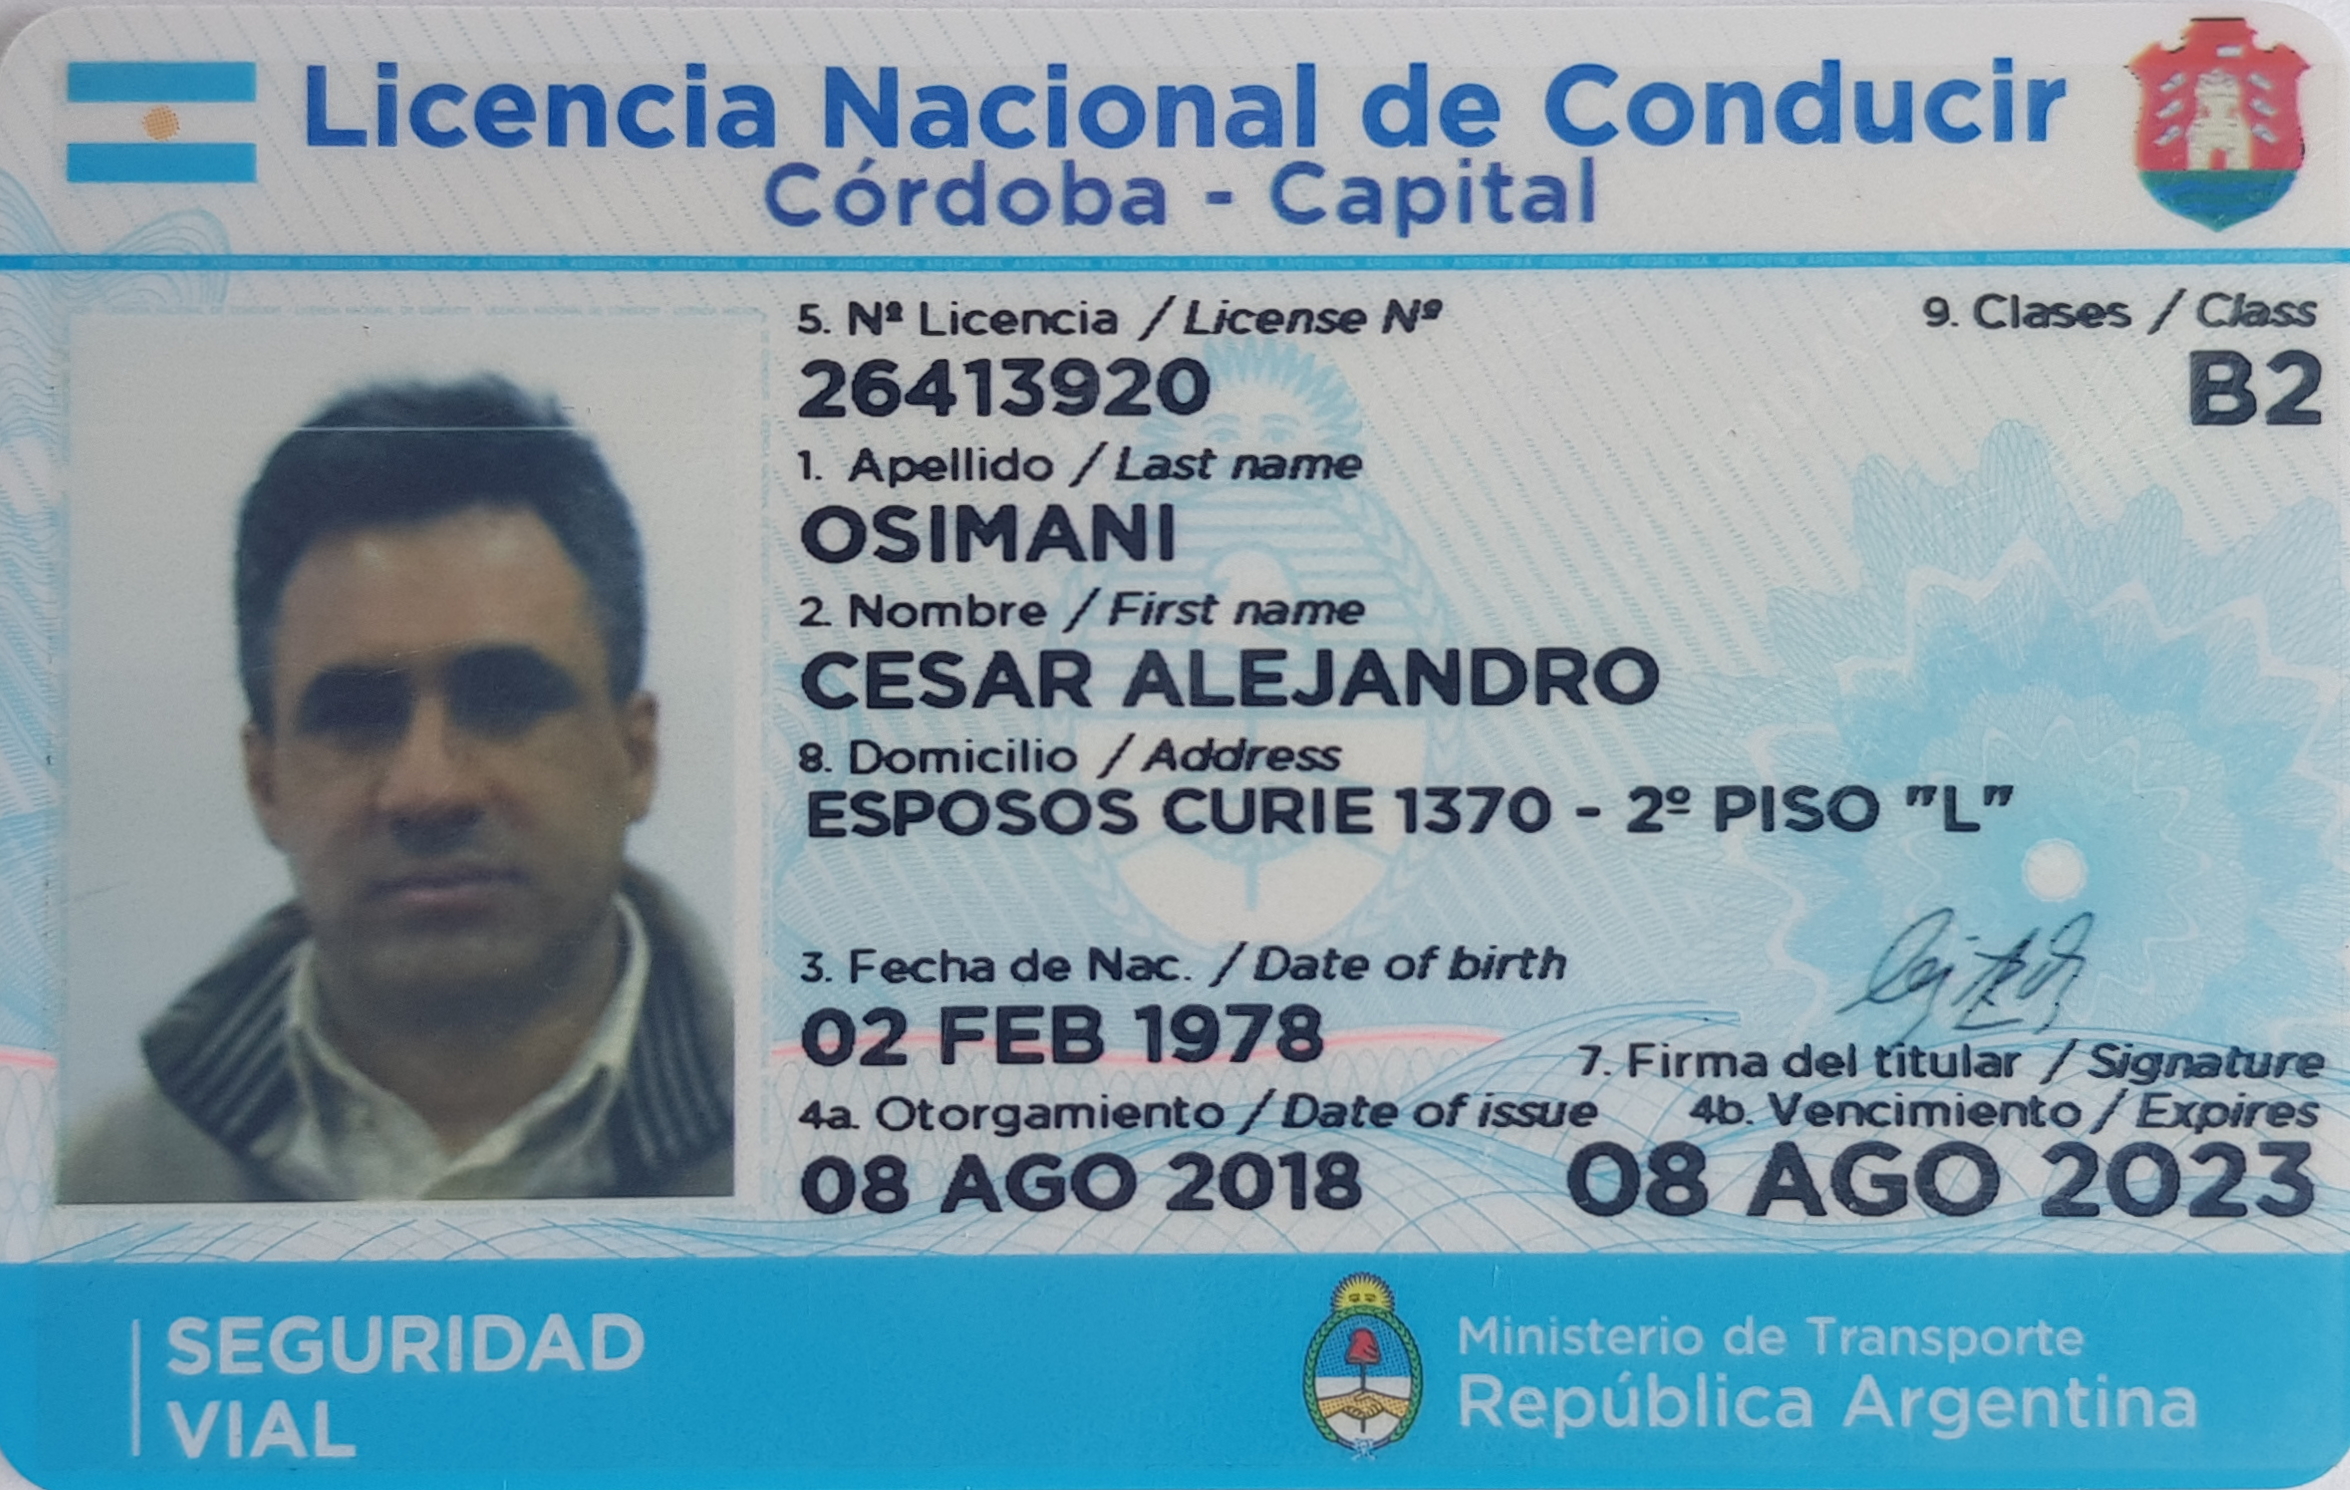 Licencia Nacional de Conducir
Córdoba - Capital
5. Nº Licencia / License Nº
26413920
9. Clases / Class
B2
1. Apellido / Last name
OSIMANI
2. Nombre / First name
CESAR ALEJANDRO
8. Domicilio / Address
ESPOSOS CURIE 1370 - 2º PISO "L"
3. Fecha de Nac. / Date of birth
02 FEB 1978
7. Firma del titular / Signature
4a. Otorgamiento / Date of issue
08 AGO 2018
4b. Vencimiento / Expires
08 AGO 2023
SEGURIDAD
VIAL
Ministerio de Transporte
República Argentina